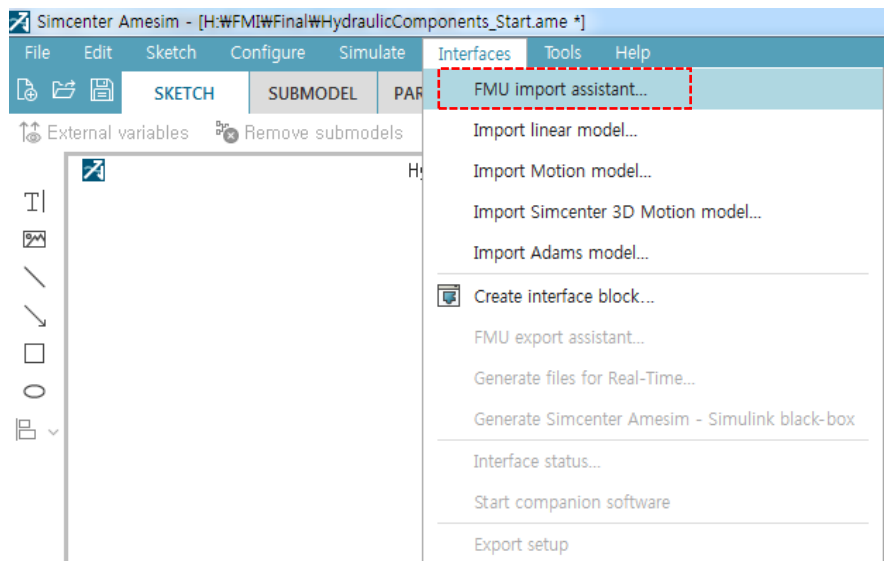 Simcenter Amesim - [H:₩FMI₩Final₩HydraulicComponents_Start.ame *]
File Edit Sketch Configure Simulate Interfaces Tools Help
SKETCH SUBMODEL PAR
External variables Remove submodels
FMU import assistant...
Import linear model...
Import Motion model...
Import Simcenter 3D Motion model...
Import Adams model...
Create interface block...
FMU export assistant...
Generate files for Real-Time...
Generate Simcenter Amesim - Simulink black-box
Interface status...
Start companion software
Export setup